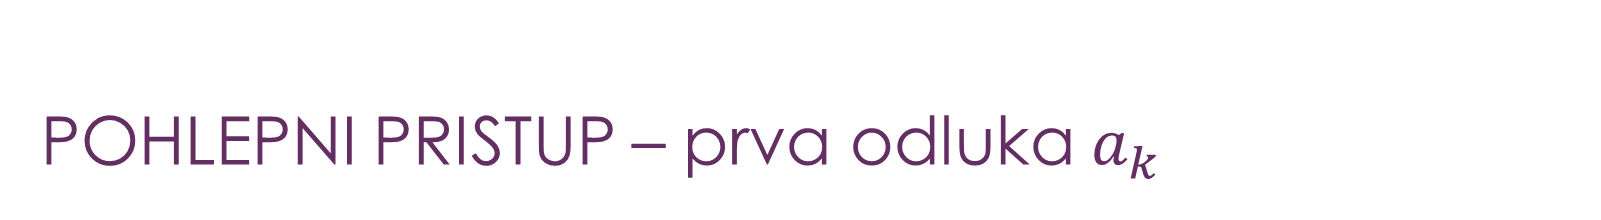 POHLEPNI PRISTUP – prva odluka $a_k$